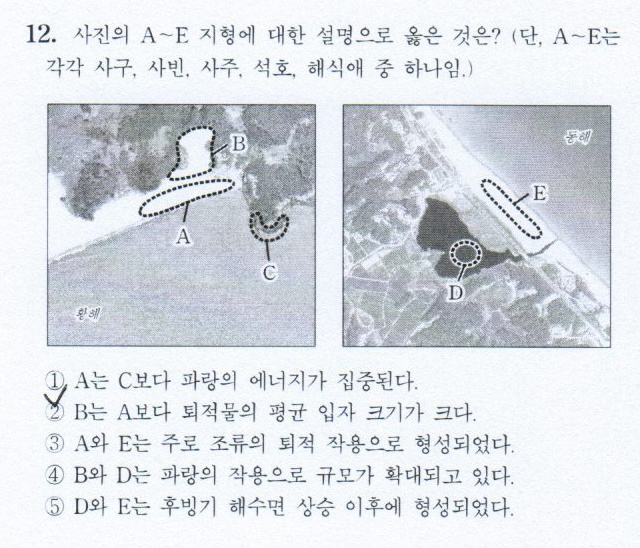 12. 사진의 A~E 지형에 대한 설명으로 옳은 것은? (단, A~E는
각각 사구, 사빈, 사주, 석호, 해식애 중 하나임.)
B
A
C
황해
동해
E
D
① A는 C보다 파랑의 에너지가 집중된다.
② B는 A보다 퇴적물의 평균 입자 크기가 크다.
③ A와 E는 주로 조류의 퇴적 작용으로 형성되었다.
④ B와 D는 파랑의 작용으로 규모가 확대되고 있다.
⑤ D와 E는 후빙기 해수면 상승 이후에 형성되었다.